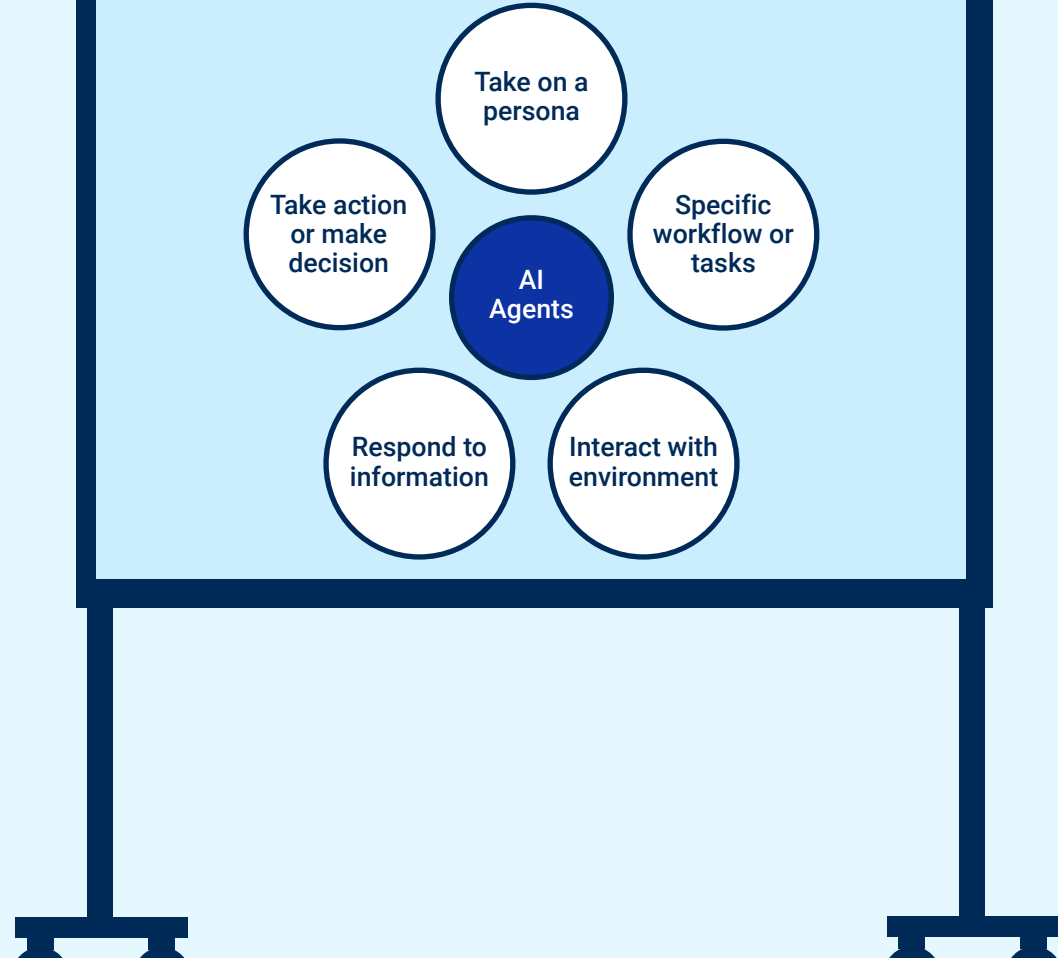 Take on a
persona
Take action
or make
decision
Specific
workflow or
tasks
AI
Agents
Respond to
information
Interact with
environment